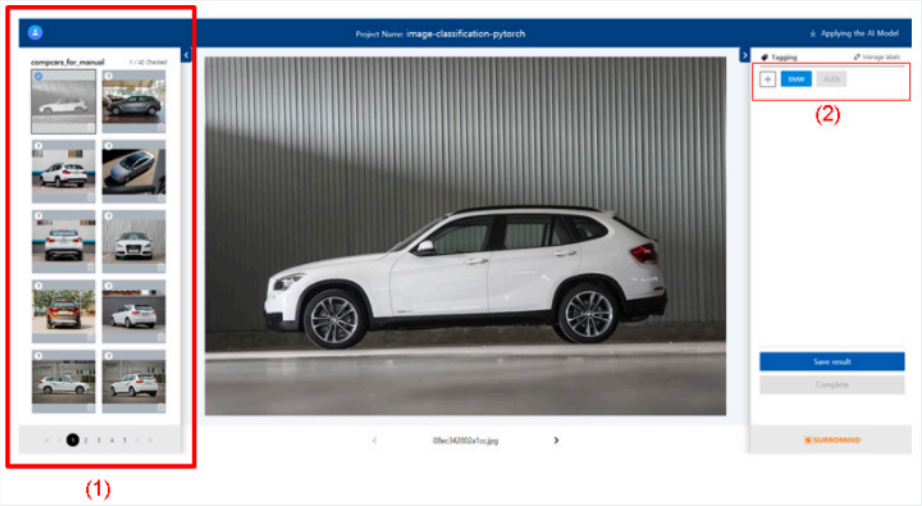 Project Name: image-classification-pytorch
Applying the AI Model
compcars_for_manual 1 / 42 Checked
Tagging Manage labels
+ BMW AUDI
(2)
Save result
Complete
« ‹ 1 2 3 4 5 › »
‹ 08ec342002a1cc.jpg ›
SURROMIND
(1)